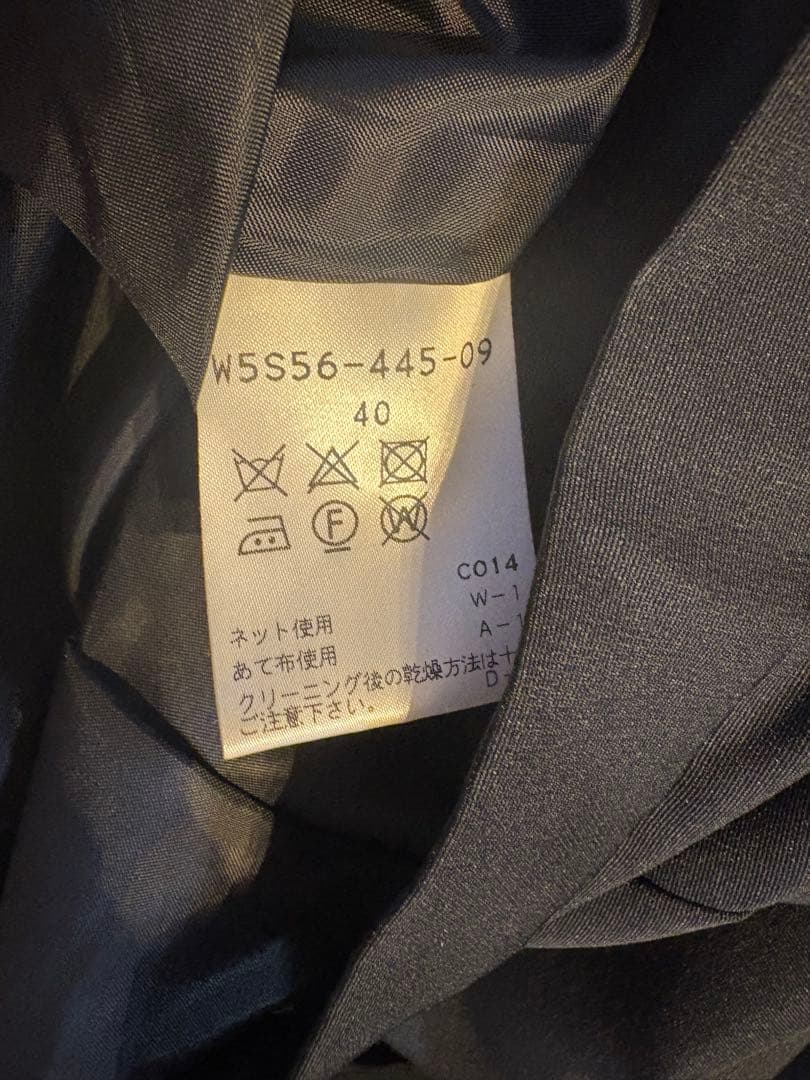 W5S56-445-09
40
F
W
C014
W-1
A-1
ネット使用
あて布使用
クリーニング後の乾燥方法は十
D-
ご注意下さい。